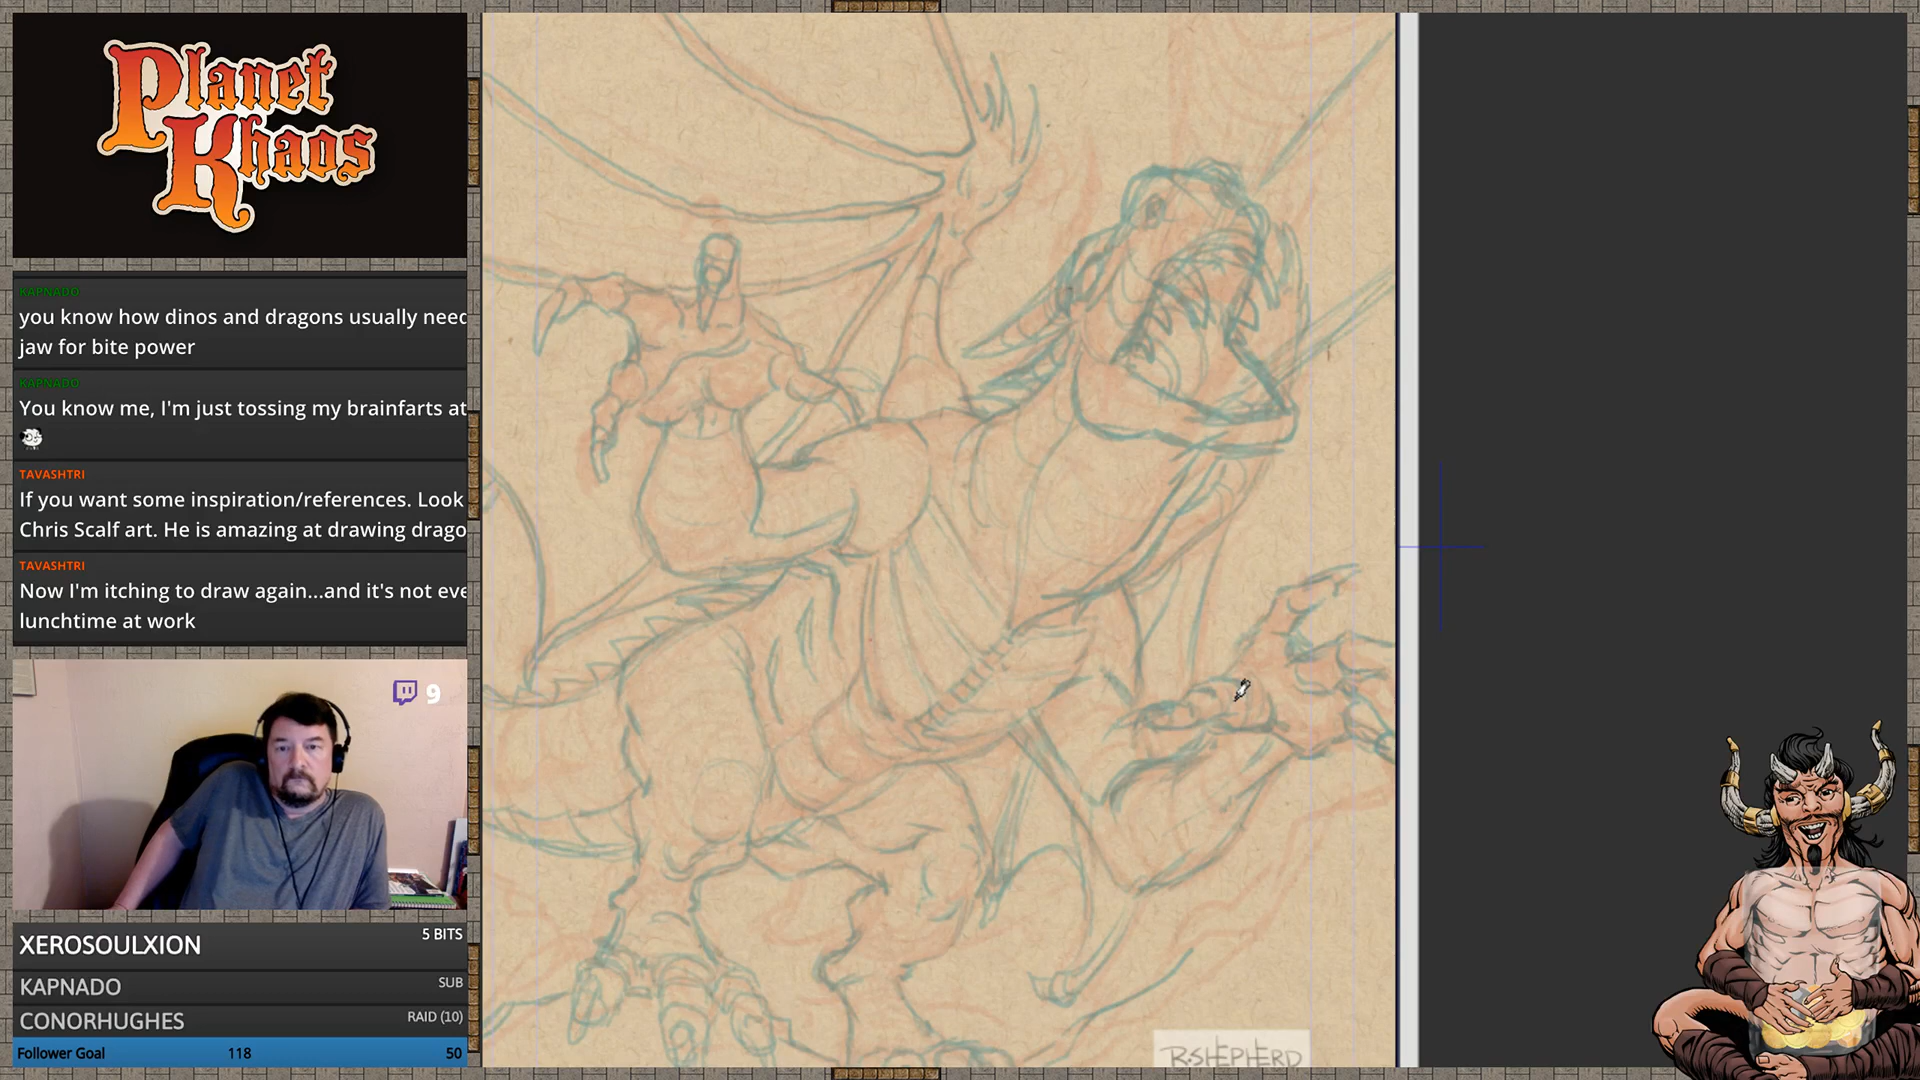 Planet
Khaos
KAPNADO
you know how dinos and dragons usually need
jaw for bite power
KAPNADO
You know me, I'm just tossing my brainfarts at
TAVASHTRI
If you want some inspiration/references. Look
Chris Scalf art. He is amazing at drawing drago
TAVASHTRI
Now I'm itching to draw again...and it's not eve
lunchtime at work
9
XEROSOULXION 5 BITS
KAPNADO SUB
CONORHUGHES RAID (10)
Follower Goal 118 50
R.SHEPHERD